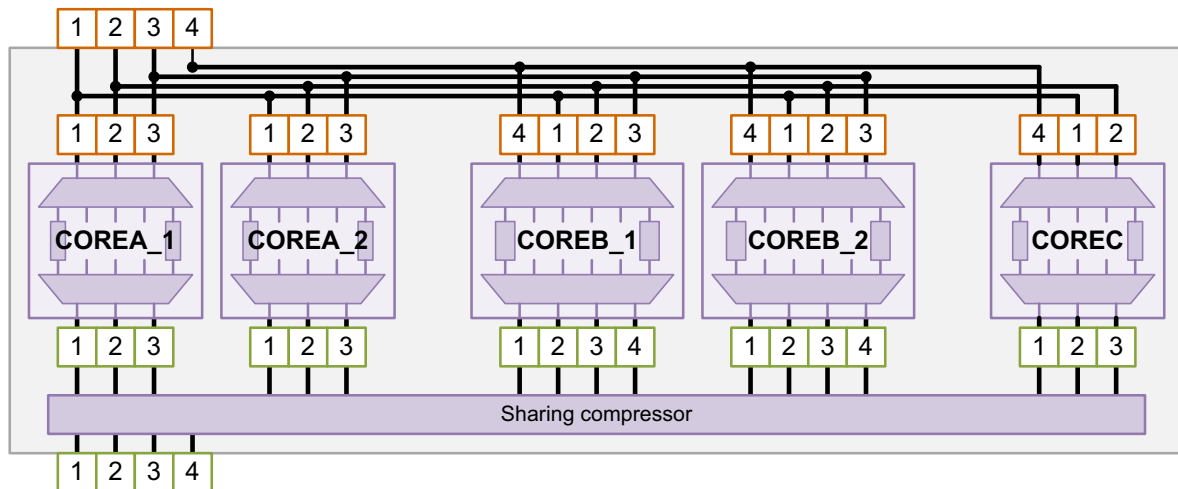 1 2 3 4
1 2 3 1 2 3 4 1 2 3 4 1 2 3 4 1 2
COREA_1 COREA_2 COREB_1 COREB_2 COREC
1 2 3 1 2 3 1 2 3 4 1 2 3 4 1 2 3
Sharing compressor
1 2 3 4